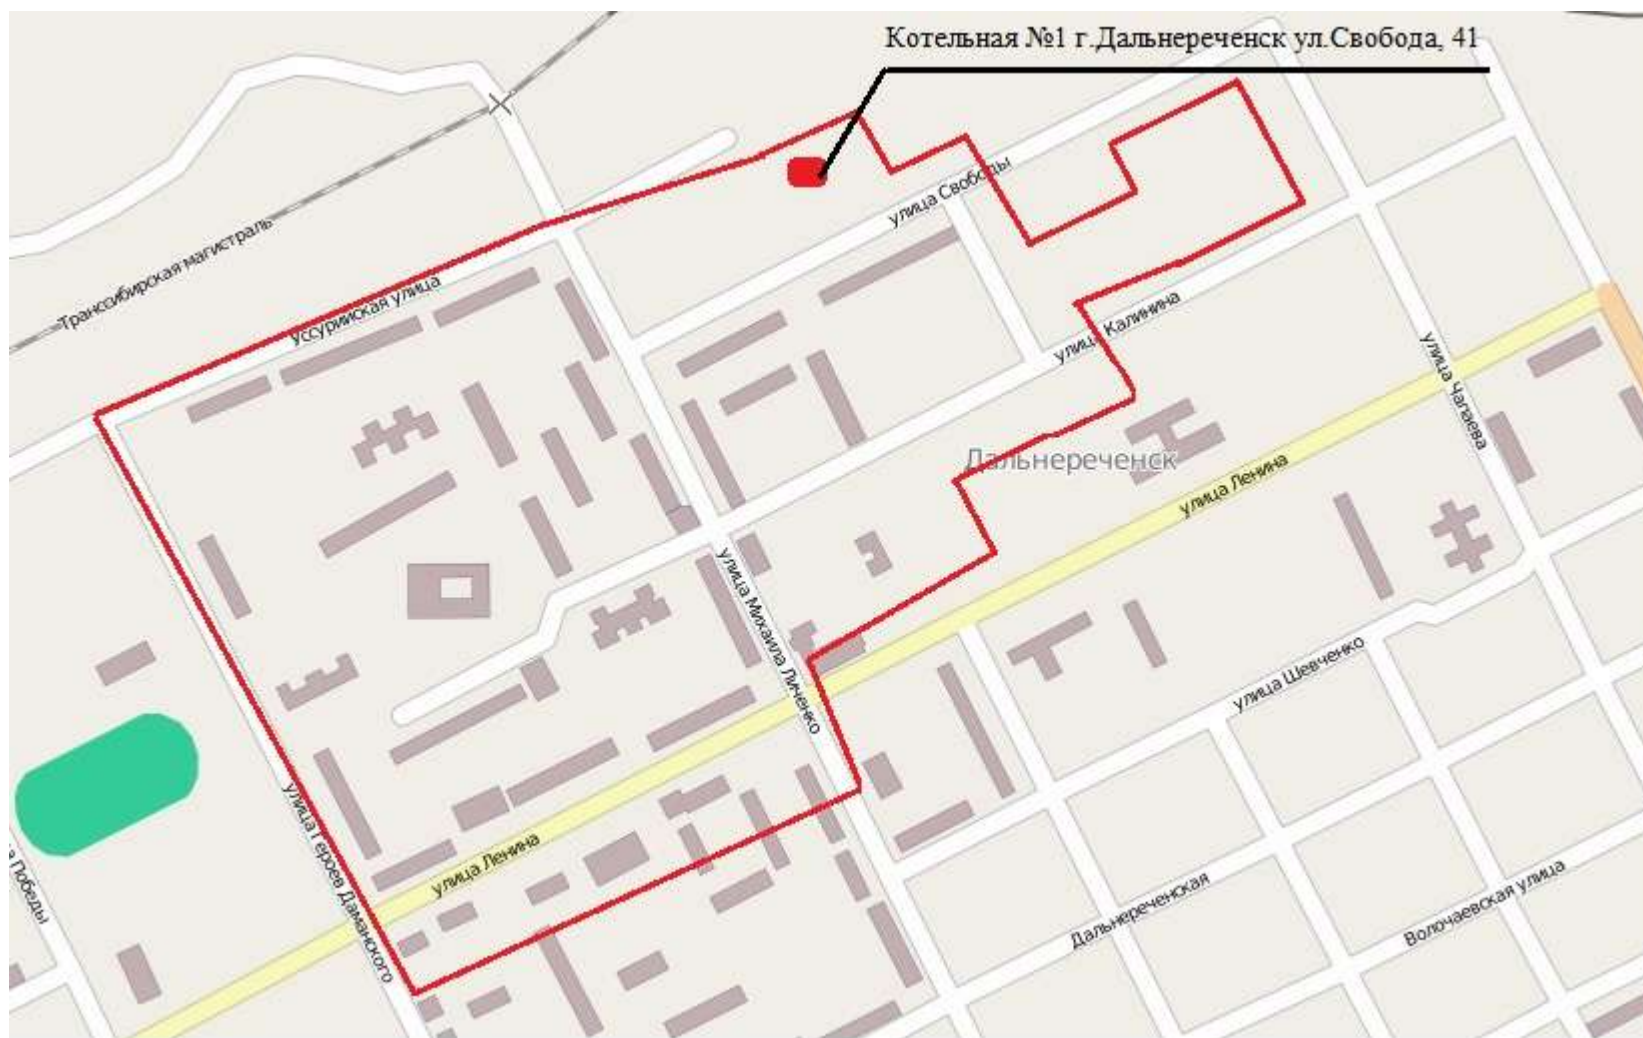 Котельная №1 г.Дальнереченск ул.Свобода, 41
улица Свободы
Транссибирская магистраль
Уссурийская улица
улица Калинина
улица Чапаева
Дальнереченск
улица Ленина
улица Михаила Личенко
улица Шевченко
улица Героев Даманского
улица Ленина
а Победы
Дальнереченская
Волочаевская улица